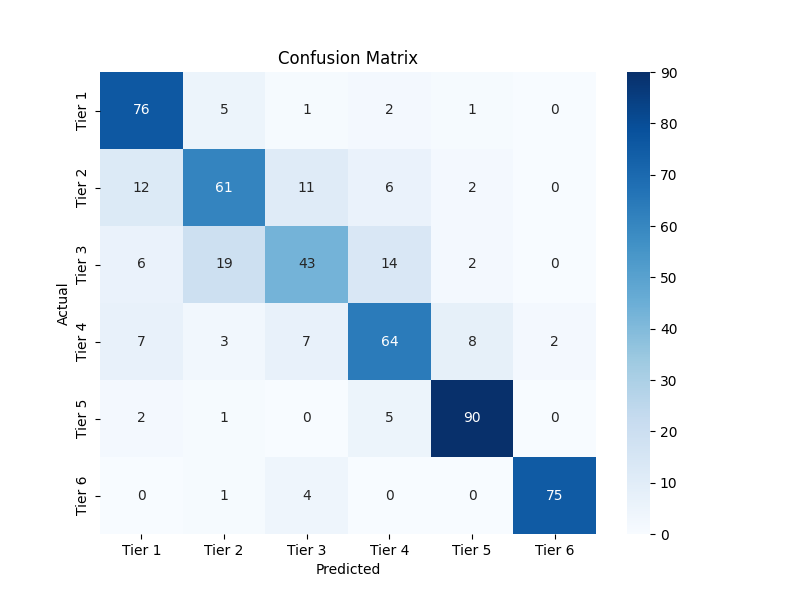 Confusion Matrix
Actual
Tier 1 76 5 1 2 1 0
Tier 2 12 61 11 6 2 0
Tier 3 6 19 43 14 2 0
Tier 4 7 3 7 64 8 2
Tier 5 2 1 0 5 90 0
Tier 6 0 1 4 0 0 75
Tier 1 Tier 2 Tier 3 Tier 4 Tier 5 Tier 6
Predicted
90
80
70
60
50
40
30
20
10
0